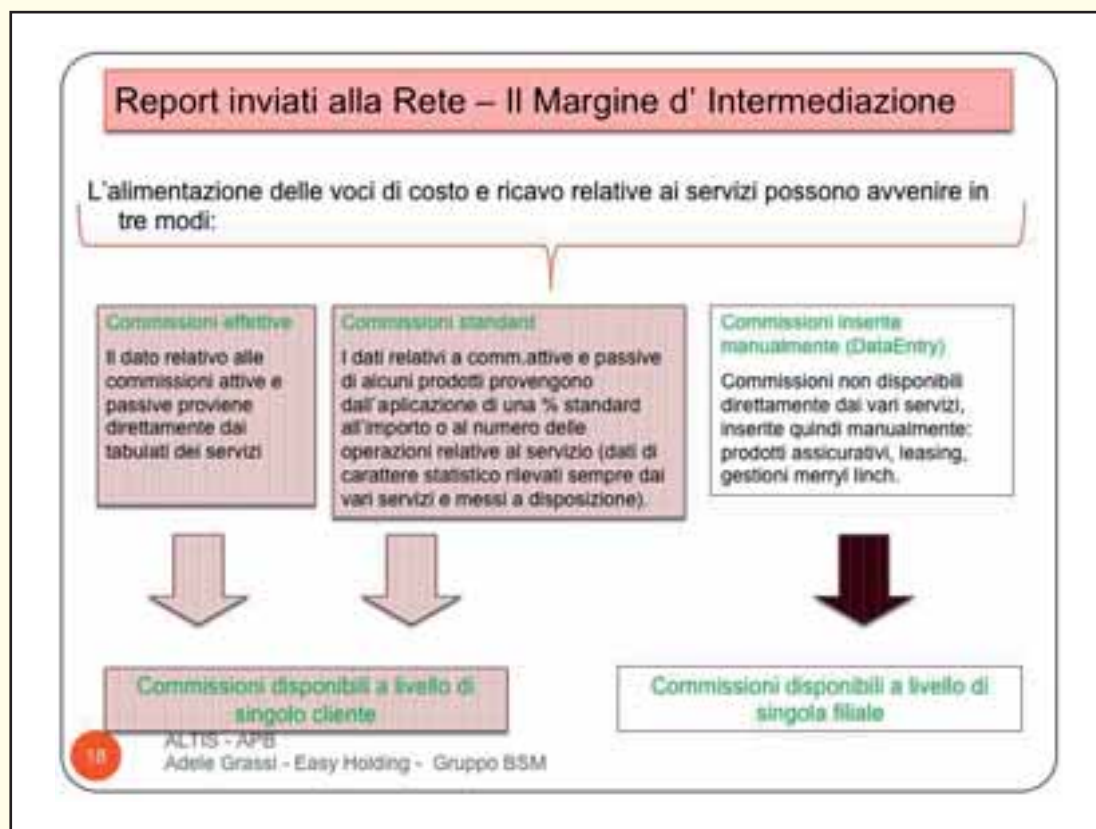 Report inviati alla Rete – Il Margine d' Intermediazione
L'alimentazione delle voci di costo e ricavo relative ai servizi possono avvenire in
tre modi:
Commissioni effettive
Il dato relativo alle
commissioni attive e
passive proviene
direttamente dai
tabulati dei servizi
Commissioni standard
I dati relativi a comm.attive e passive
di alcuni prodotti provengono
dall'aplicazione di una % standard
all'importo o al numero delle
operazioni relative al servizio (dati di
carattere statistico rilevati sempre dai
vari servizi e messi a disposizione).
Commissioni inserite
manualmente (DataEntry)
Commissioni non disponibili
direttamente dai vari servizi,
inserite quindi manualmente:
prodotti assicurativi, leasing,
gestioni merryl linch.
Commissioni disponibili a livello di
singolo cliente
Commissioni disponibili a livello di
singola filiale
18
ALTIS - APB
Adele Grassi - Easy Holding - Gruppo BSM